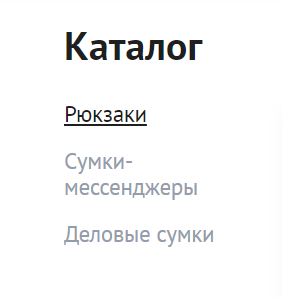 Каталог
Рюкзаки
Сумки-
мессенджеры
Деловые сумки